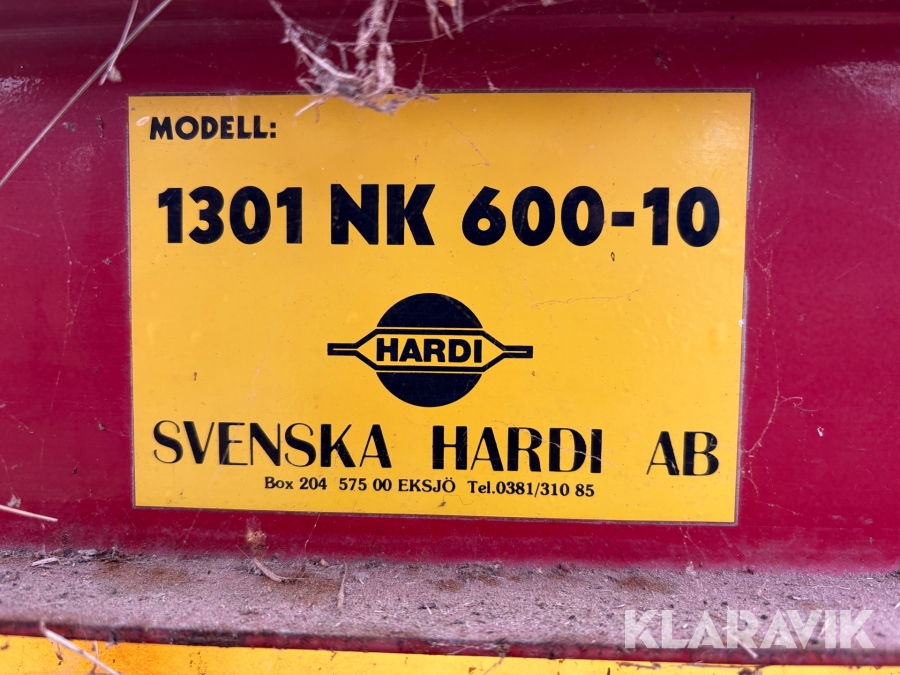 MODELL:
1301 NK 600-10
HARDI
SVENSKA HARDI AB
Box 204 575 00 EKSJÖ Tel.0381/310 85
KLARAVIK